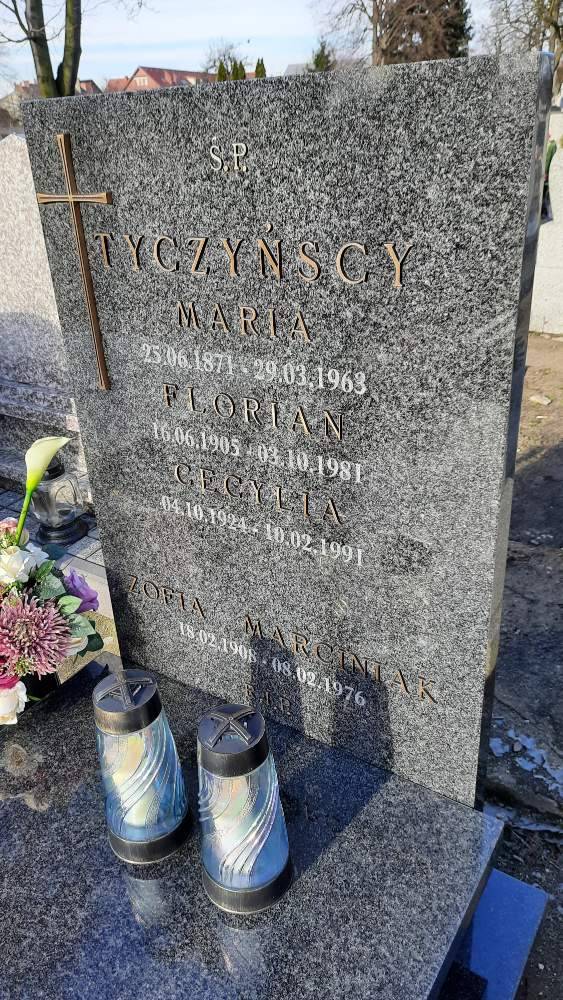 Ś.P.
TYCZYŃSCY
MARIA
25.06.1871 - 29.03.1963
FLORIAN
16.06.1905 - 03.10.1981
CECYLIA
04.10.1924 - 10.02.1991
ZOFIA MARCINIAK
18.02.1908 - 08.02.1976
R.I.P.